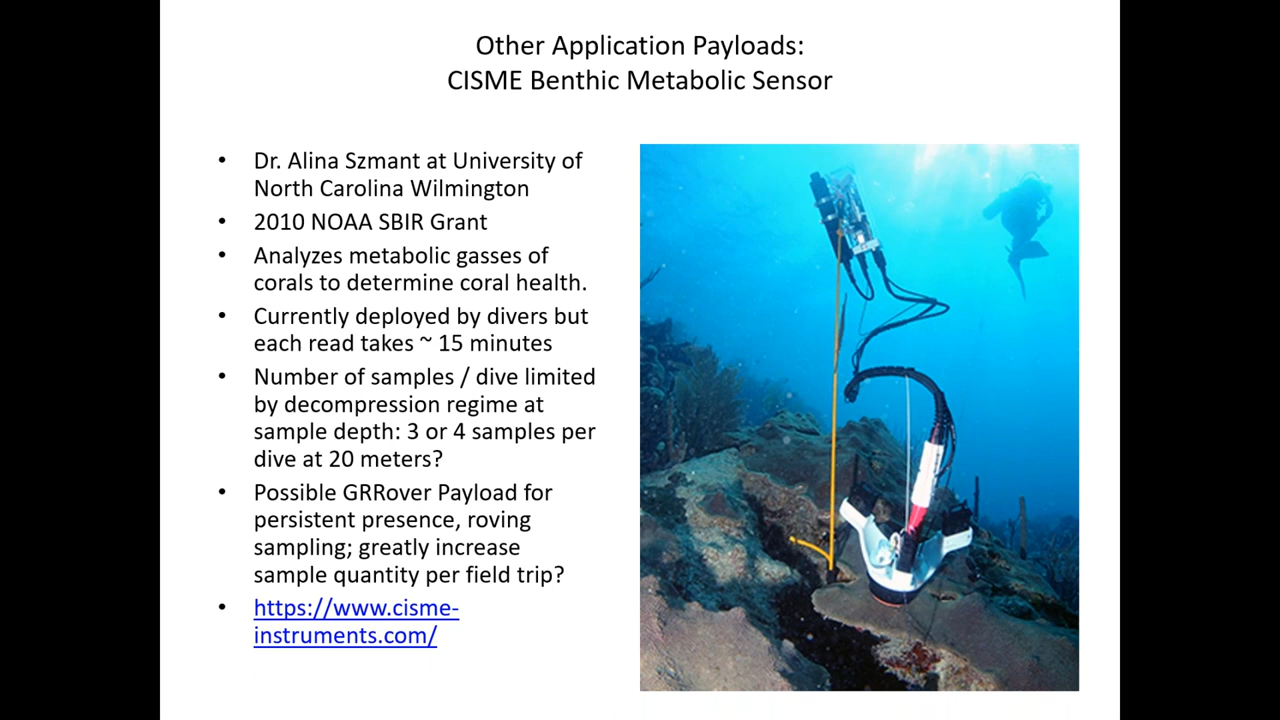 Other Application Payloads:
CISME Benthic Metabolic Sensor
• Dr. Alina Szmant at University of
North Carolina Wilmington
• 2010 NOAA SBIR Grant
• Analyzes metabolic gasses of
corals to determine coral health.
• Currently deployed by divers but
each read takes ~ 15 minutes
• Number of samples / dive limited
by decompression regime at
sample depth: 3 or 4 samples per
dive at 20 meters?
• Possible GRRover Payload for
persistent presence, roving
sampling; greatly increase
sample quantity per field trip?
• https://www.cisme-
instruments.com/